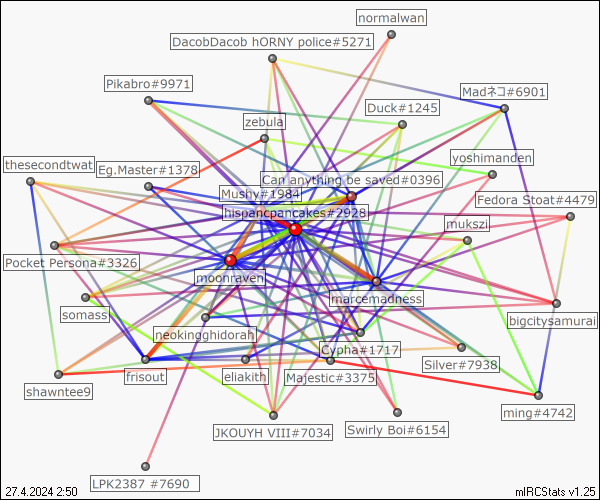 normalwan
DacobDacob hORNY police#5271
Pikabro#9971
Madネコ#6901
Duck#1245
zebula
yoshimanden
thesecondtwat
Eg.Master#1378
Can anything be saved#0396
Mushy#1984
Fedora Stoat#4479
hispancpancakes#2928
mukszi
Pocket Persona#3326
moonraven
marcemadness
somass
bigcitysamurai
neokingghidorah
Cypha#1717
Silver#7938
frisout
eliakith
Majestic#3375
shawntee9
ming#4742
JKOUYH VIII#7034
Swirly Boi#6154
LPK2387 #7690
27.4.2024 2:50
mIRCStats v1.25